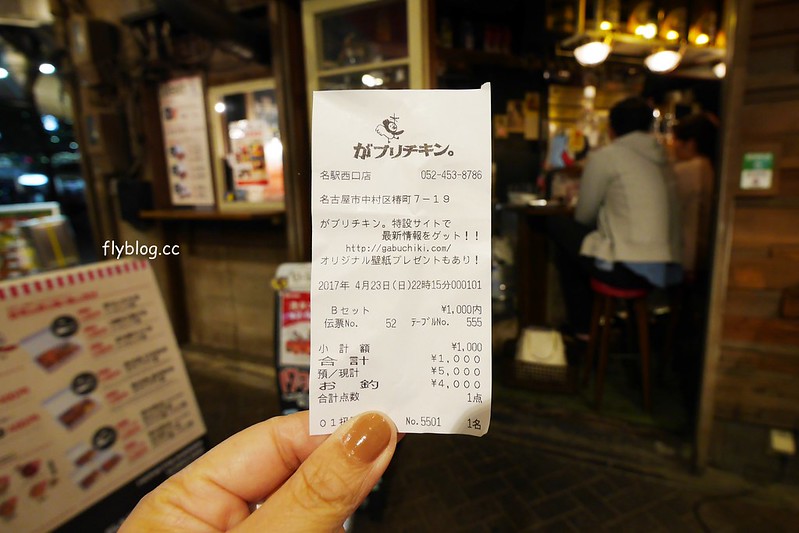 flyblog.cc
がブリチキン。
名駅西口店 052-453-8786
名古屋市中村区椿町7-19
がブリチキン。特設サイトで
最新情報をゲット!!
http://gabuchiki.com/
オリジナル壁紙プレゼントもあり!
2017年 4月23日(日)22時15分000101
Bセット ¥1,000内
伝票No. 52 テーブルNo. 555
小計額 ¥1,000
合計 ¥1,000
預/現計 ¥5,000
お釣 ¥4,000
合計点数 1点
No.5501 1名